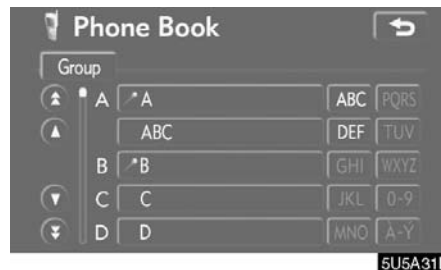 Phone Book
Group
A A ABC PQRS
ABC DEF TUV
B B GHI WXYZ
C C JKL 0-9
D D MNO À-Ý
5U5A31